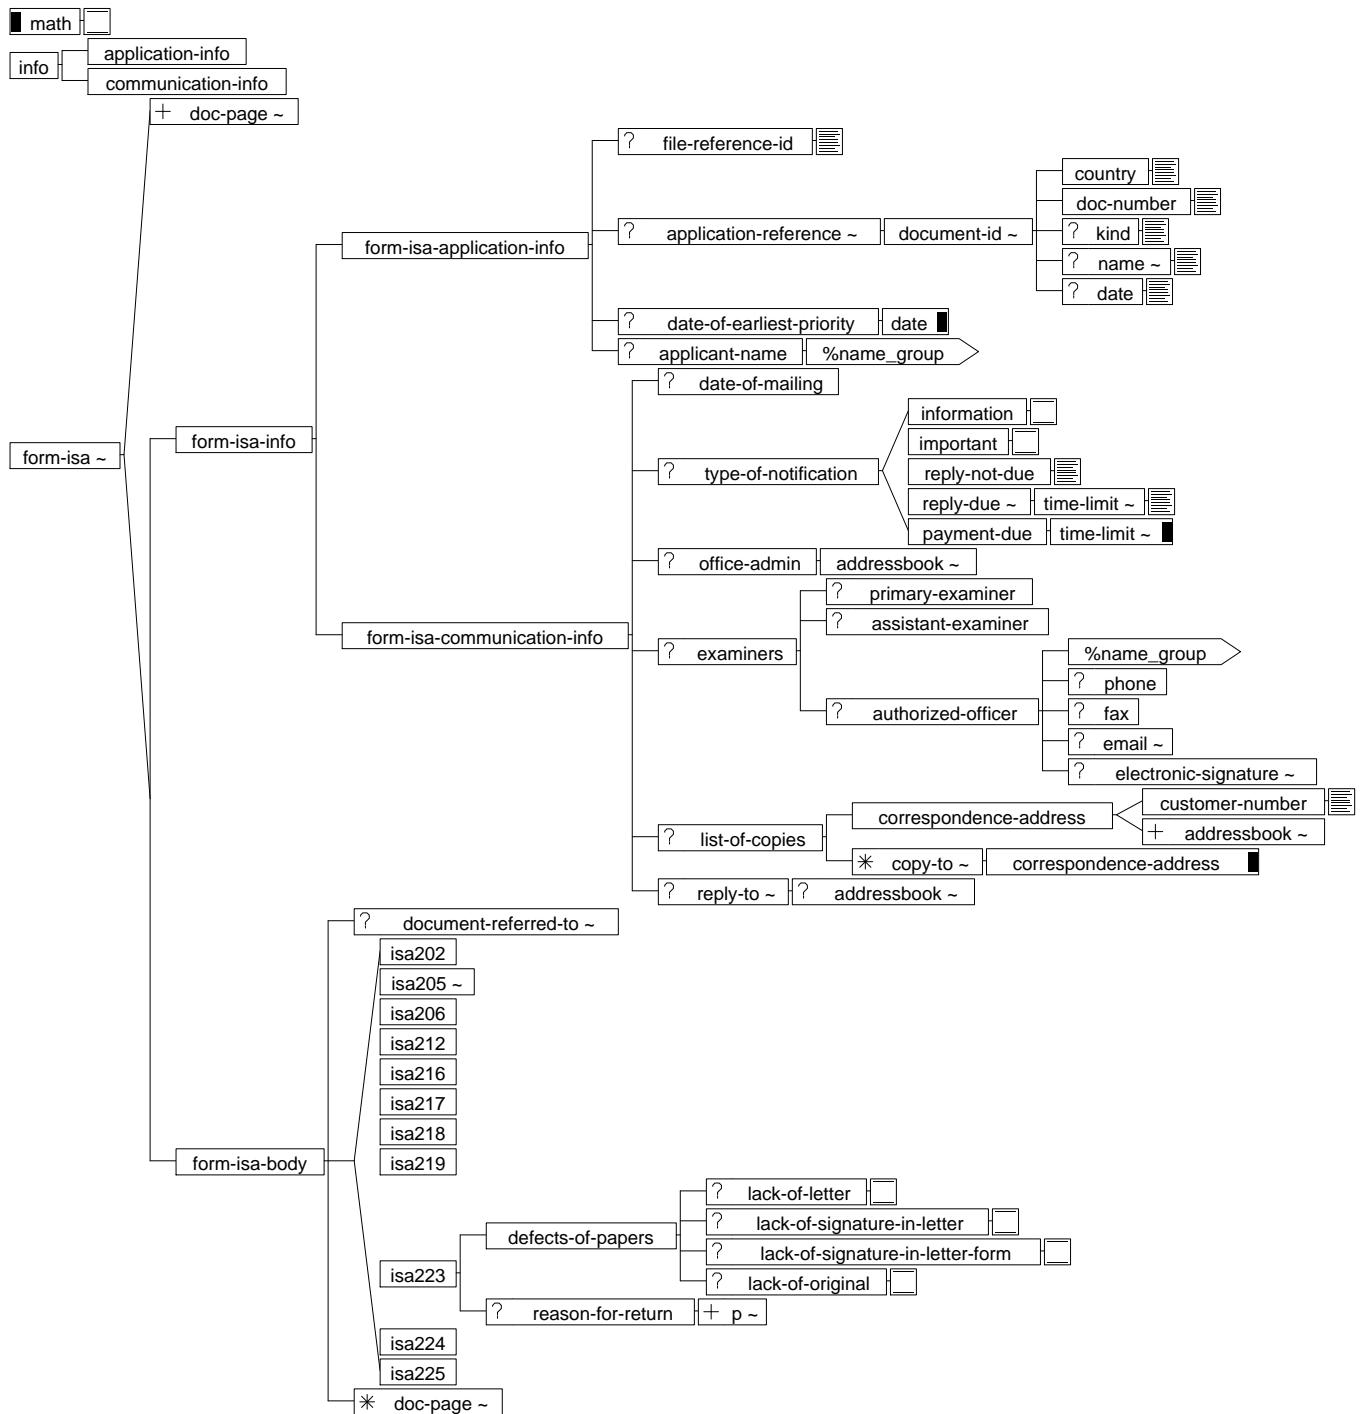 math
application-info
info
communication-info
+ doc-page ~
? file-reference-id
country
doc-number
? application-reference ~ document-id ~ ? kind
form-isa-application-info
? name ~
? date
? date-of-earliest-priority date
? applicant-name %name_group
? date-of-mailing
information
form-isa-info
important
form-isa ~
? type-of-notification reply-not-due
reply-due ~ time-limit ~
payment-due time-limit ~
? office-admin addressbook ~
? primary-examiner
? assistant-examiner
form-isa-communication-info
? examiners %name_group
? phone
? authorized-officer ? fax
? email ~
? electronic-signature ~
customer-number
correspondence-address
? list-of-copies + addressbook ~
* copy-to ~ correspondence-address
? reply-to ~ ? addressbook ~
? document-referred-to ~
isa202
isa205 ~
isa206
isa212
isa216
isa217
isa218
form-isa-body isa219
? lack-of-letter
? lack-of-signature-in-letter
defects-of-papers
? lack-of-signature-in-letter-form
isa223
? lack-of-original
? reason-for-return + p ~
isa224
isa225
* doc-page ~